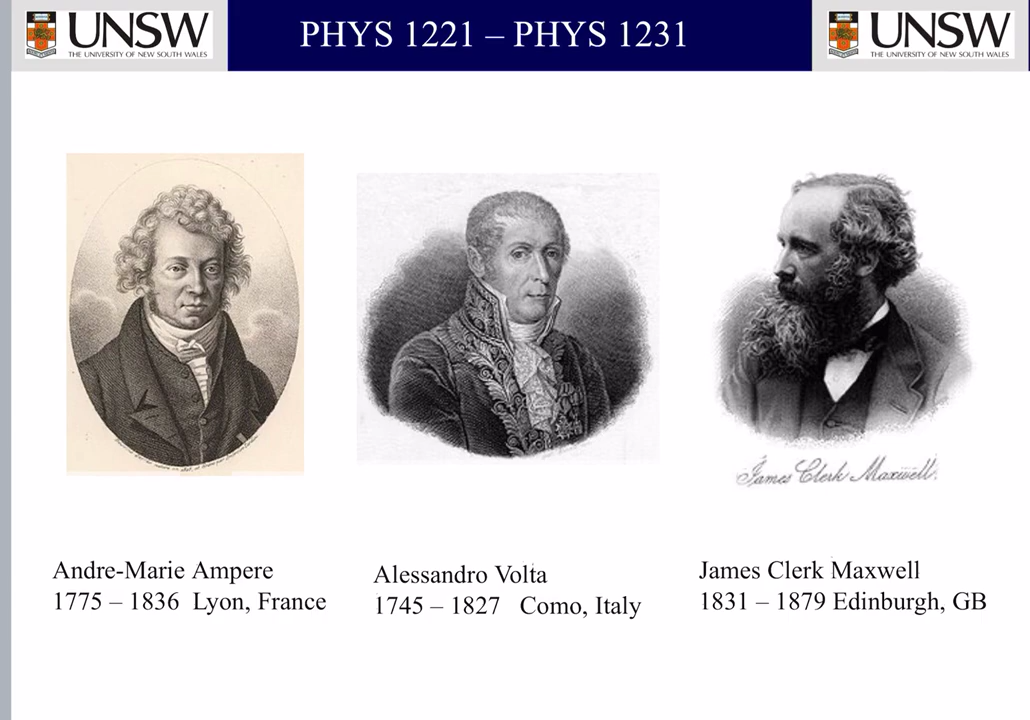 UNSW
THE UNIVERSITY OF NEW SOUTH WALES
PHYS 1221 – PHYS 1231
UNSW
THE UNIVERSITY OF NEW SOUTH WALES
James Clerk Maxwell.
Andre-Marie Ampere
1775 – 1836 Lyon, France
Alessandro Volta
1745 – 1827 Como, Italy
James Clerk Maxwell
1831 – 1879 Edinburgh, GB